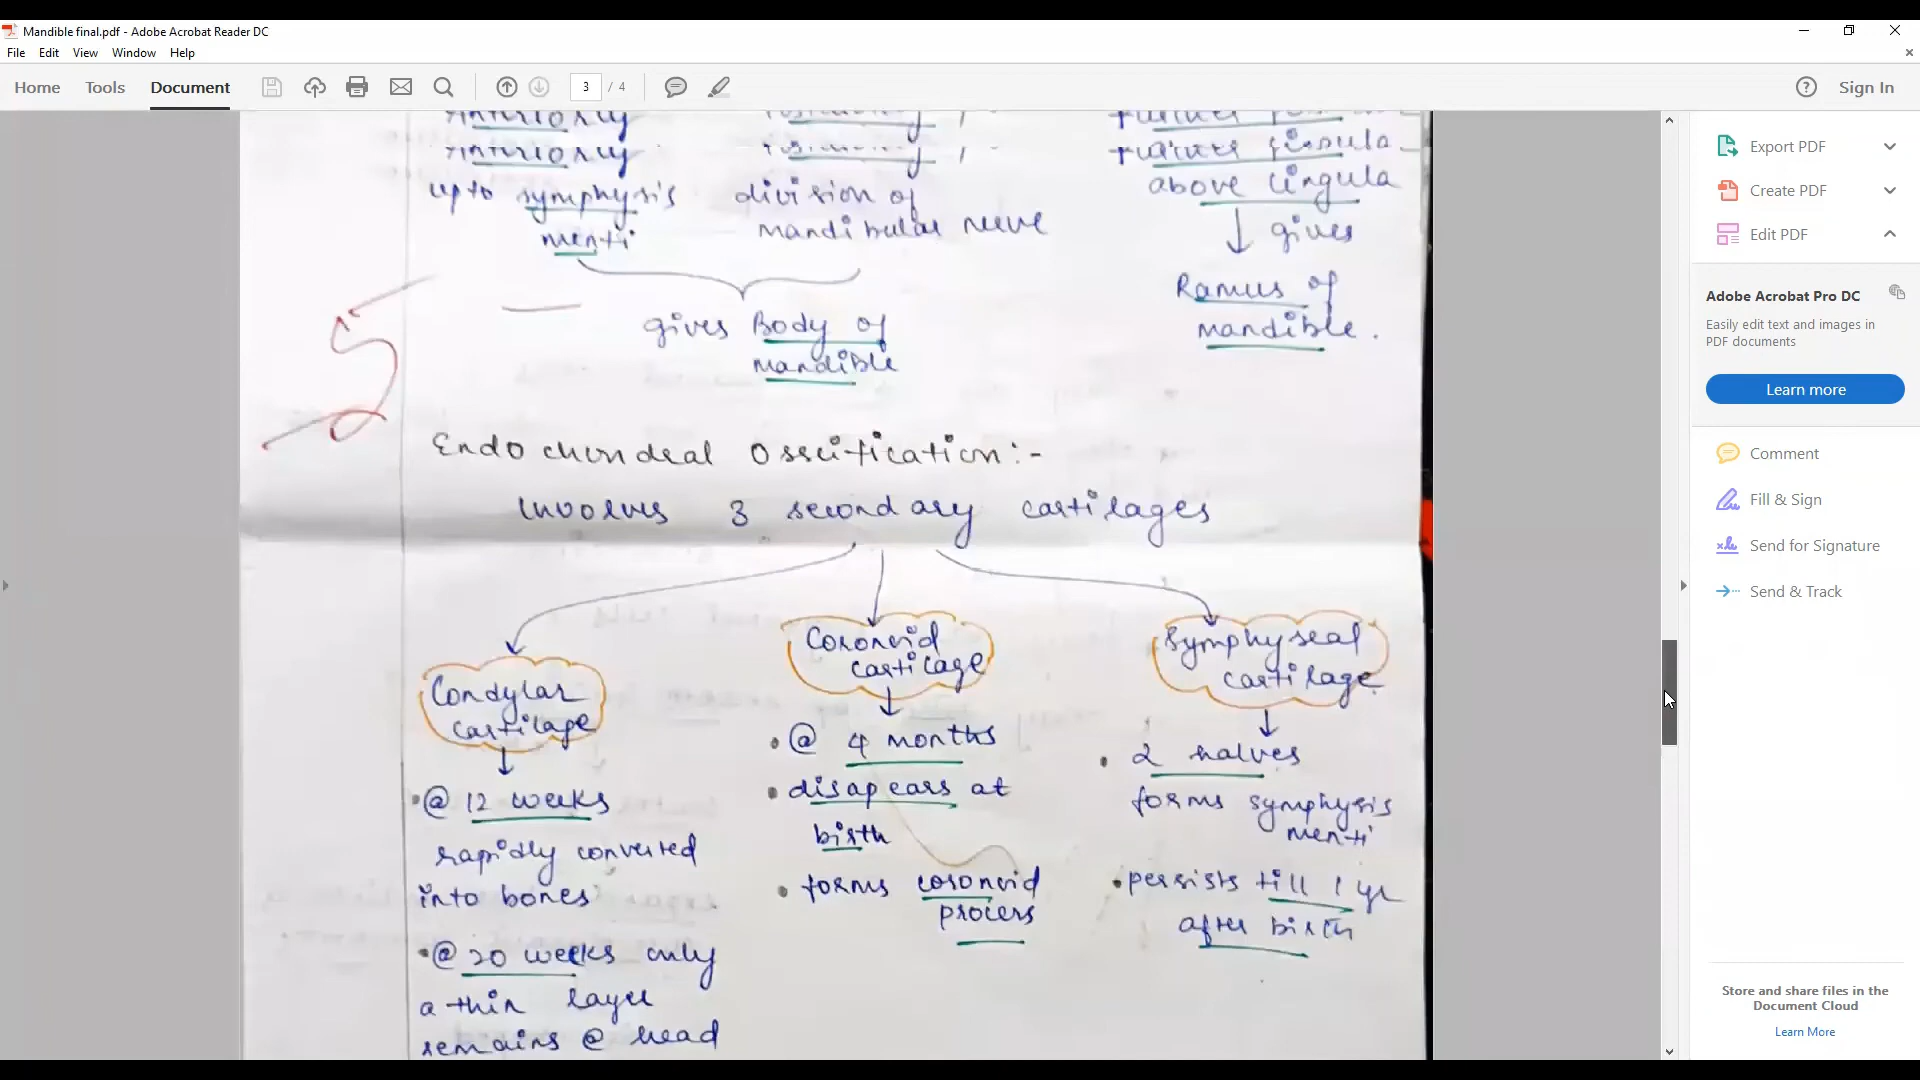 Mandible final.pdf - Adobe Acrobat Reader DC
File Edit View Window Help
Home Tools Document 3 / 4 Sign In
upto symphysis division of above lingula
menti mandibular nerve gives
gives Body of Ramus of
mandible mandible.
Endochondral Ossification:-
Involves 3 secondary cartilages
Condylar
cartilage
@ 12 weeks
rapidly converted
into bones
@ 20 weeks only
a thin layer
remains @ head
Coronoid
cartilage
@ 4 months
disapears at
birth
forms coronoid
process
Symphyseal
cartilage
2 halves
forms symphysis
menti
persists till 1 yr
after birth
Export PDF
Create PDF
Edit PDF
Adobe Acrobat Pro DC
Easily edit text and images in
PDF documents
Learn more
Comment
Fill & Sign
Send for Signature
Send & Track
Store and share files in the
Document Cloud
Learn More